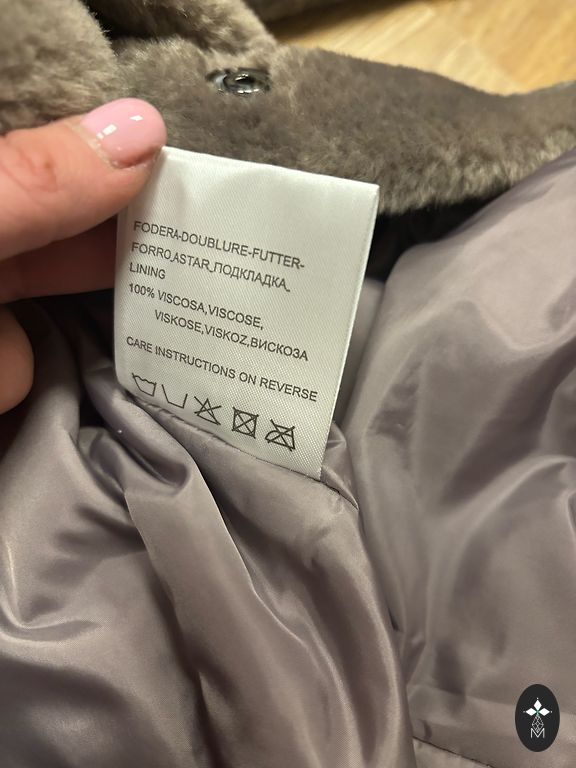 FODERA-DOUBLURE-FUTTER-
FORRO,ASTAR,ПОДКЛАДКА,
LINING
100% VISCOSA,VISCOSE,
VISKOSE,VISKOZ,ВИСКОЗА
CARE INSTRUCTIONS ON REVERSE
M